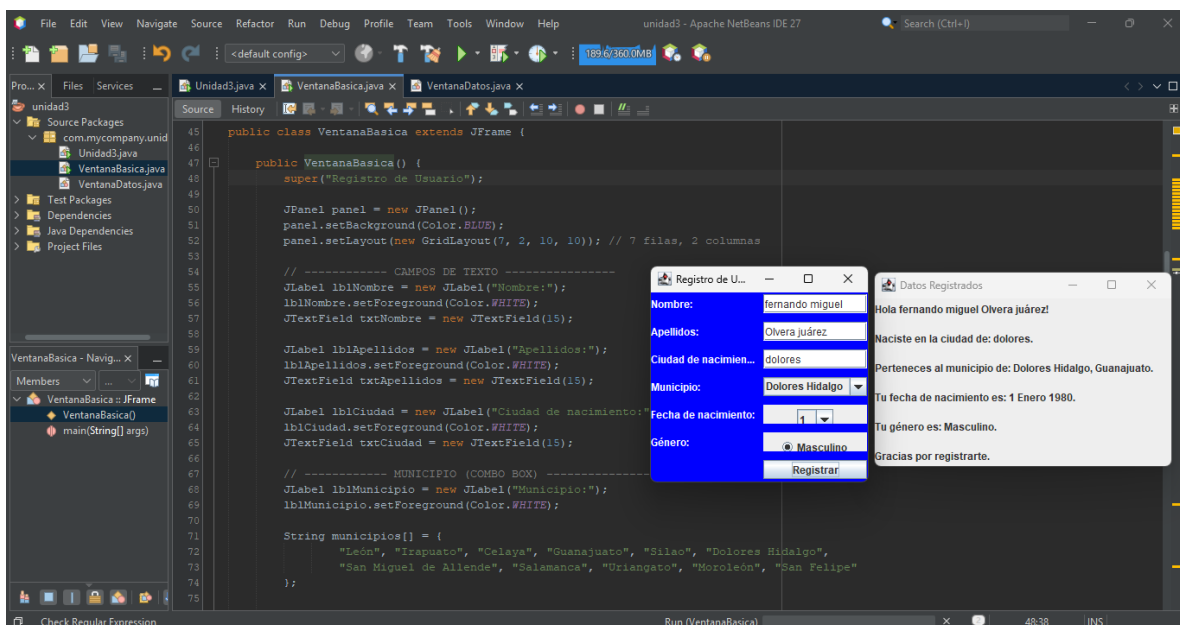 File Edit View Navigate Source Refactor Run Debug Profile Team Tools Window Help unidad3 - Apache NetBeans IDE 27 Search (Ctrl+I)
<default config> 189.6/360.0MB
Pro... × Files Services
Unidad3.java × VentanaBasica.java × VentanaDatos.java ×
unidad3
Source Packages
com.mycompany.unid
Unidad3.java
VentanaBasica.java
VentanaDatos.java
Test Packages
Dependencies
Java Dependencies
Project Files
VentanaBasica - Navig... ×
Members
VentanaBasica :: JFrame
VentanaBasica()
main(String[] args)
Source History
45 public class VentanaBasica extends JFrame {
46
47 public VentanaBasica() {
48 super("Registro de Usuario");
49
50 JPanel panel = new JPanel();
51 panel.setBackground(Color.BLUE);
52 panel.setLayout(new GridLayout(7, 2, 10, 10)); // 7 filas, 2 columnas
53
54 // ------------ CAMPOS DE TEXTO ----------------
55 JLabel lblNombre = new JLabel("Nombre:");
56 lblNombre.setForeground(Color.WHITE);
57 JTextField txtNombre = new JTextField(15);
58
59 JLabel lblApellidos = new JLabel("Apellidos:");
60 lblApellidos.setForeground(Color.WHITE);
61 JTextField txtApellidos = new JTextField(15);
62
63 JLabel lblCiudad = new JLabel("Ciudad de nacimiento:"
64 lblCiudad.setForeground(Color.WHITE);
65 JTextField txtCiudad = new JTextField(15);
66
67 // ------------ MUNICIPIO (COMBO BOX) ---------------
68 JLabel lblMunicipio = new JLabel("Municipio:");
69 lblMunicipio.setForeground(Color.WHITE);
70
71 String municipios[] = {
72 "León", "Irapuato", "Celaya", "Guanajuato", "Silao", "Dolores Hidalgo",
73 "San Miguel de Allende", "Salamanca", "Uriangato", "Moroleón", "San Felipe"
74 };
75
Registro de U...
Nombre: fernando miguel
Apellidos: Olvera juárez
Ciudad de nacimien... dolores
Municipio: Dolores Hidalgo
Fecha de nacimiento: 1
Género: Masculino
Registrar
Datos Registrados
Hola fernando miguel Olvera juárez!
Naciste en la ciudad de: dolores.
Perteneces al municipio de: Dolores Hidalgo, Guanajuato.
Tu fecha de nacimiento es: 1 Enero 1980.
Tu género es: Masculino.
Gracias por registrarte.
Check Regular Expression Run (VentanaBasica) 48:38 INS